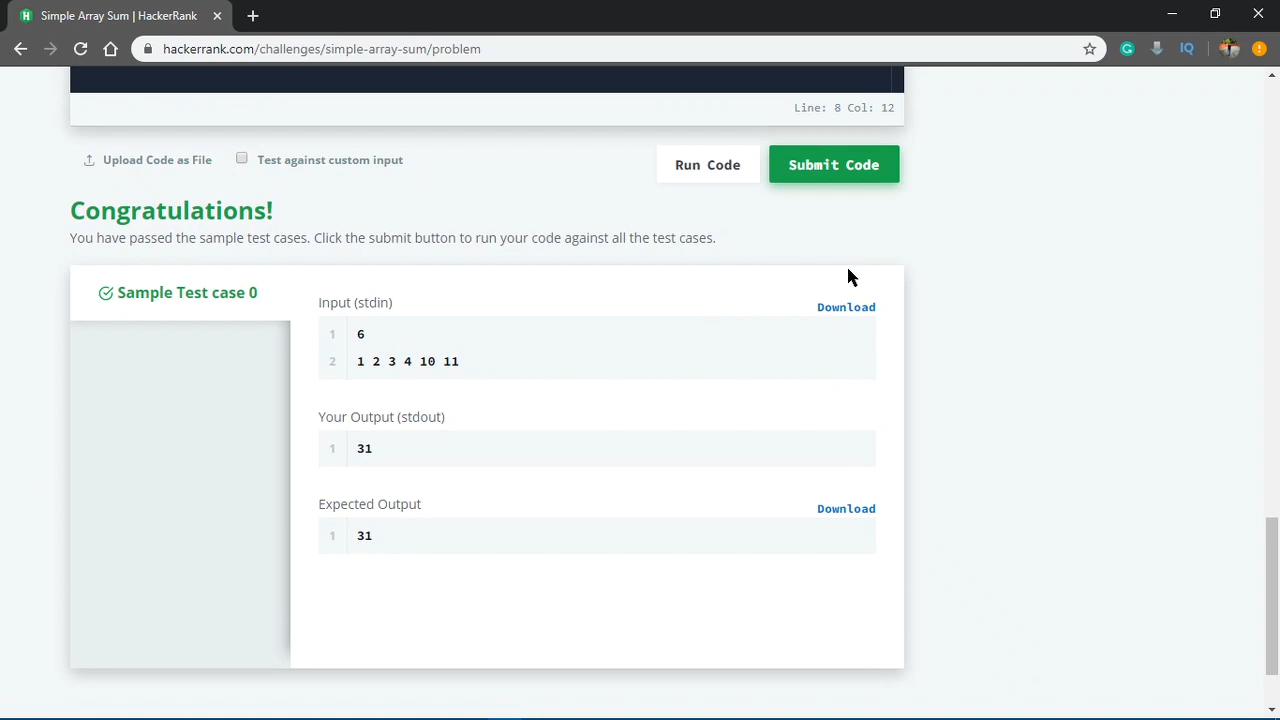 Simple Array Sum | HackerRank
hackerrank.com/challenges/simple-array-sum/problem
Line: 8 Col: 12
Upload Code as File
Test against custom input
Run Code
Submit Code
Congratulations!
You have passed the sample test cases. Click the submit button to run your code against all the test cases.
Sample Test case 0
Input (stdin)
Download
1 6
2 1 2 3 4 10 11
Your Output (stdout)
1 31
Expected Output
Download
1 31